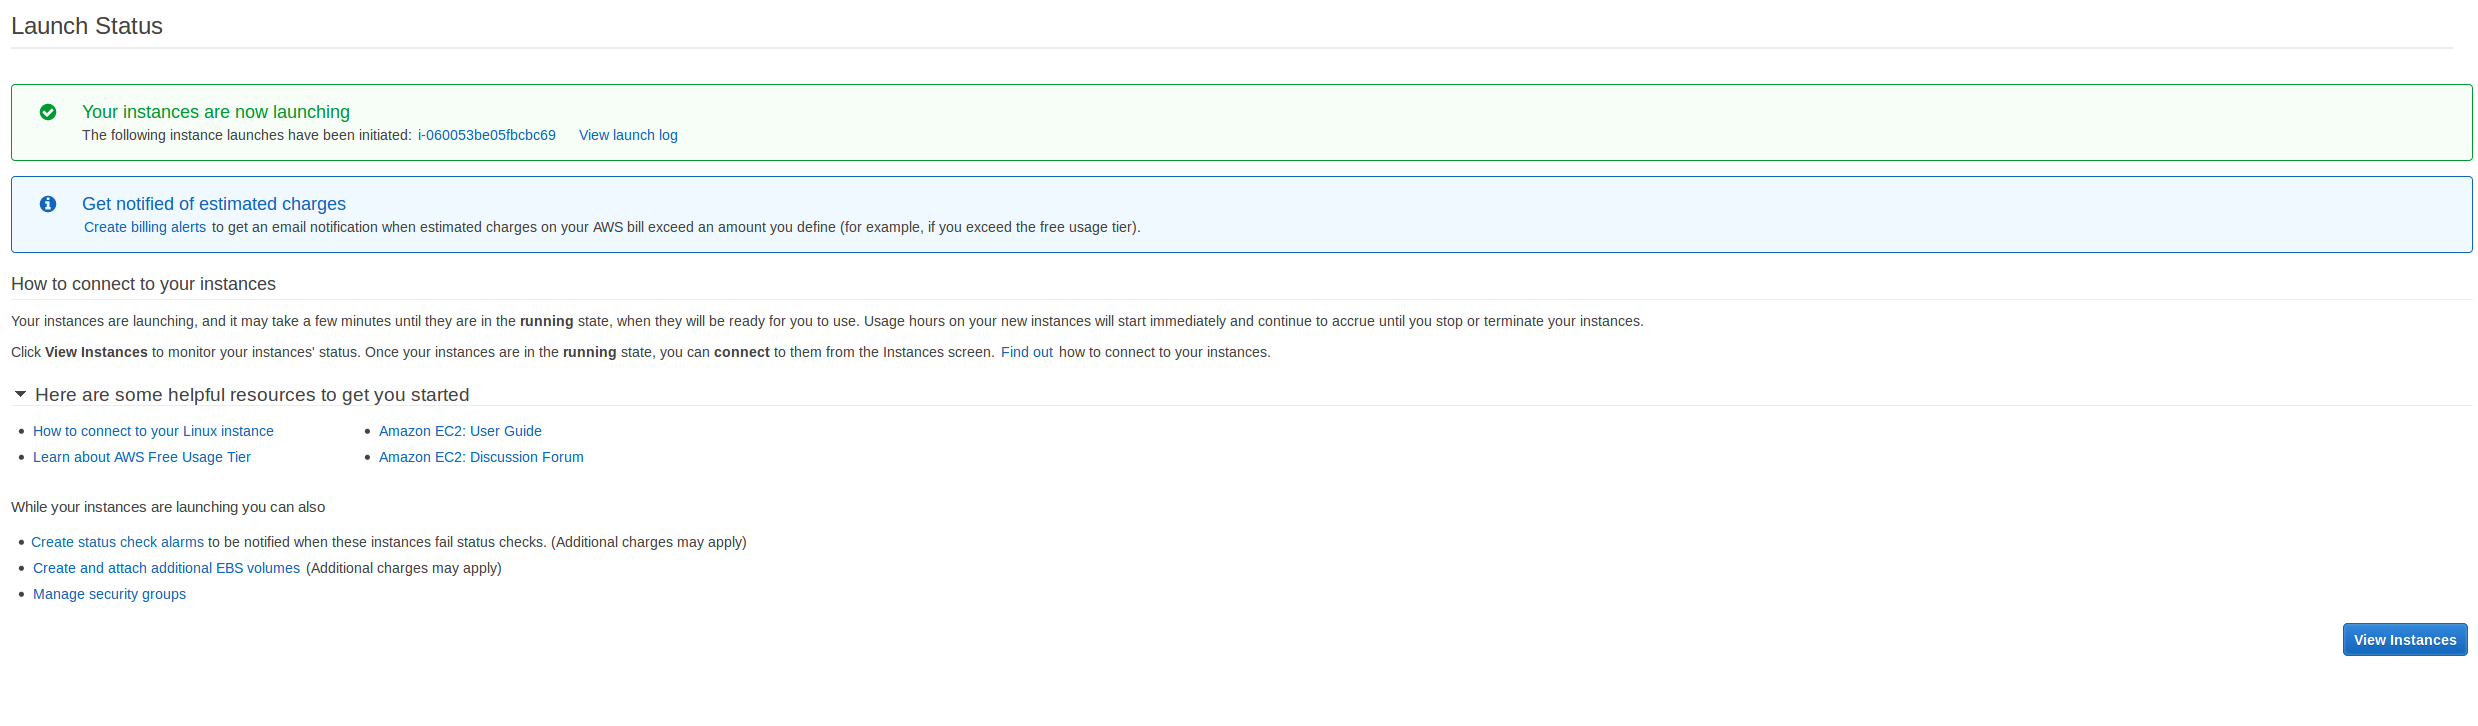 Launch Status
Your instances are now launching
The following instance launches have been initiated: i-060053be05fbcbc69 View launch log
Get notified of estimated charges
Create billing alerts to get an email notification when estimated charges on your AWS bill exceed an amount you define (for example, if you exceed the free usage tier).
How to connect to your instances
Your instances are launching, and it may take a few minutes until they are in the running state, when they will be ready for you to use. Usage hours on your new instances will start immediately and continue to accrue until you stop or terminate your instances.
Click View Instances to monitor your instances' status. Once your instances are in the running state, you can connect to them from the Instances screen. Find out how to connect to your instances.
Here are some helpful resources to get you started
• How to connect to your Linux instance
• Learn about AWS Free Usage Tier
• Amazon EC2: User Guide
• Amazon EC2: Discussion Forum
While your instances are launching you can also
• Create status check alarms to be notified when these instances fail status checks. (Additional charges may apply)
• Create and attach additional EBS volumes (Additional charges may apply)
• Manage security groups
View Instances